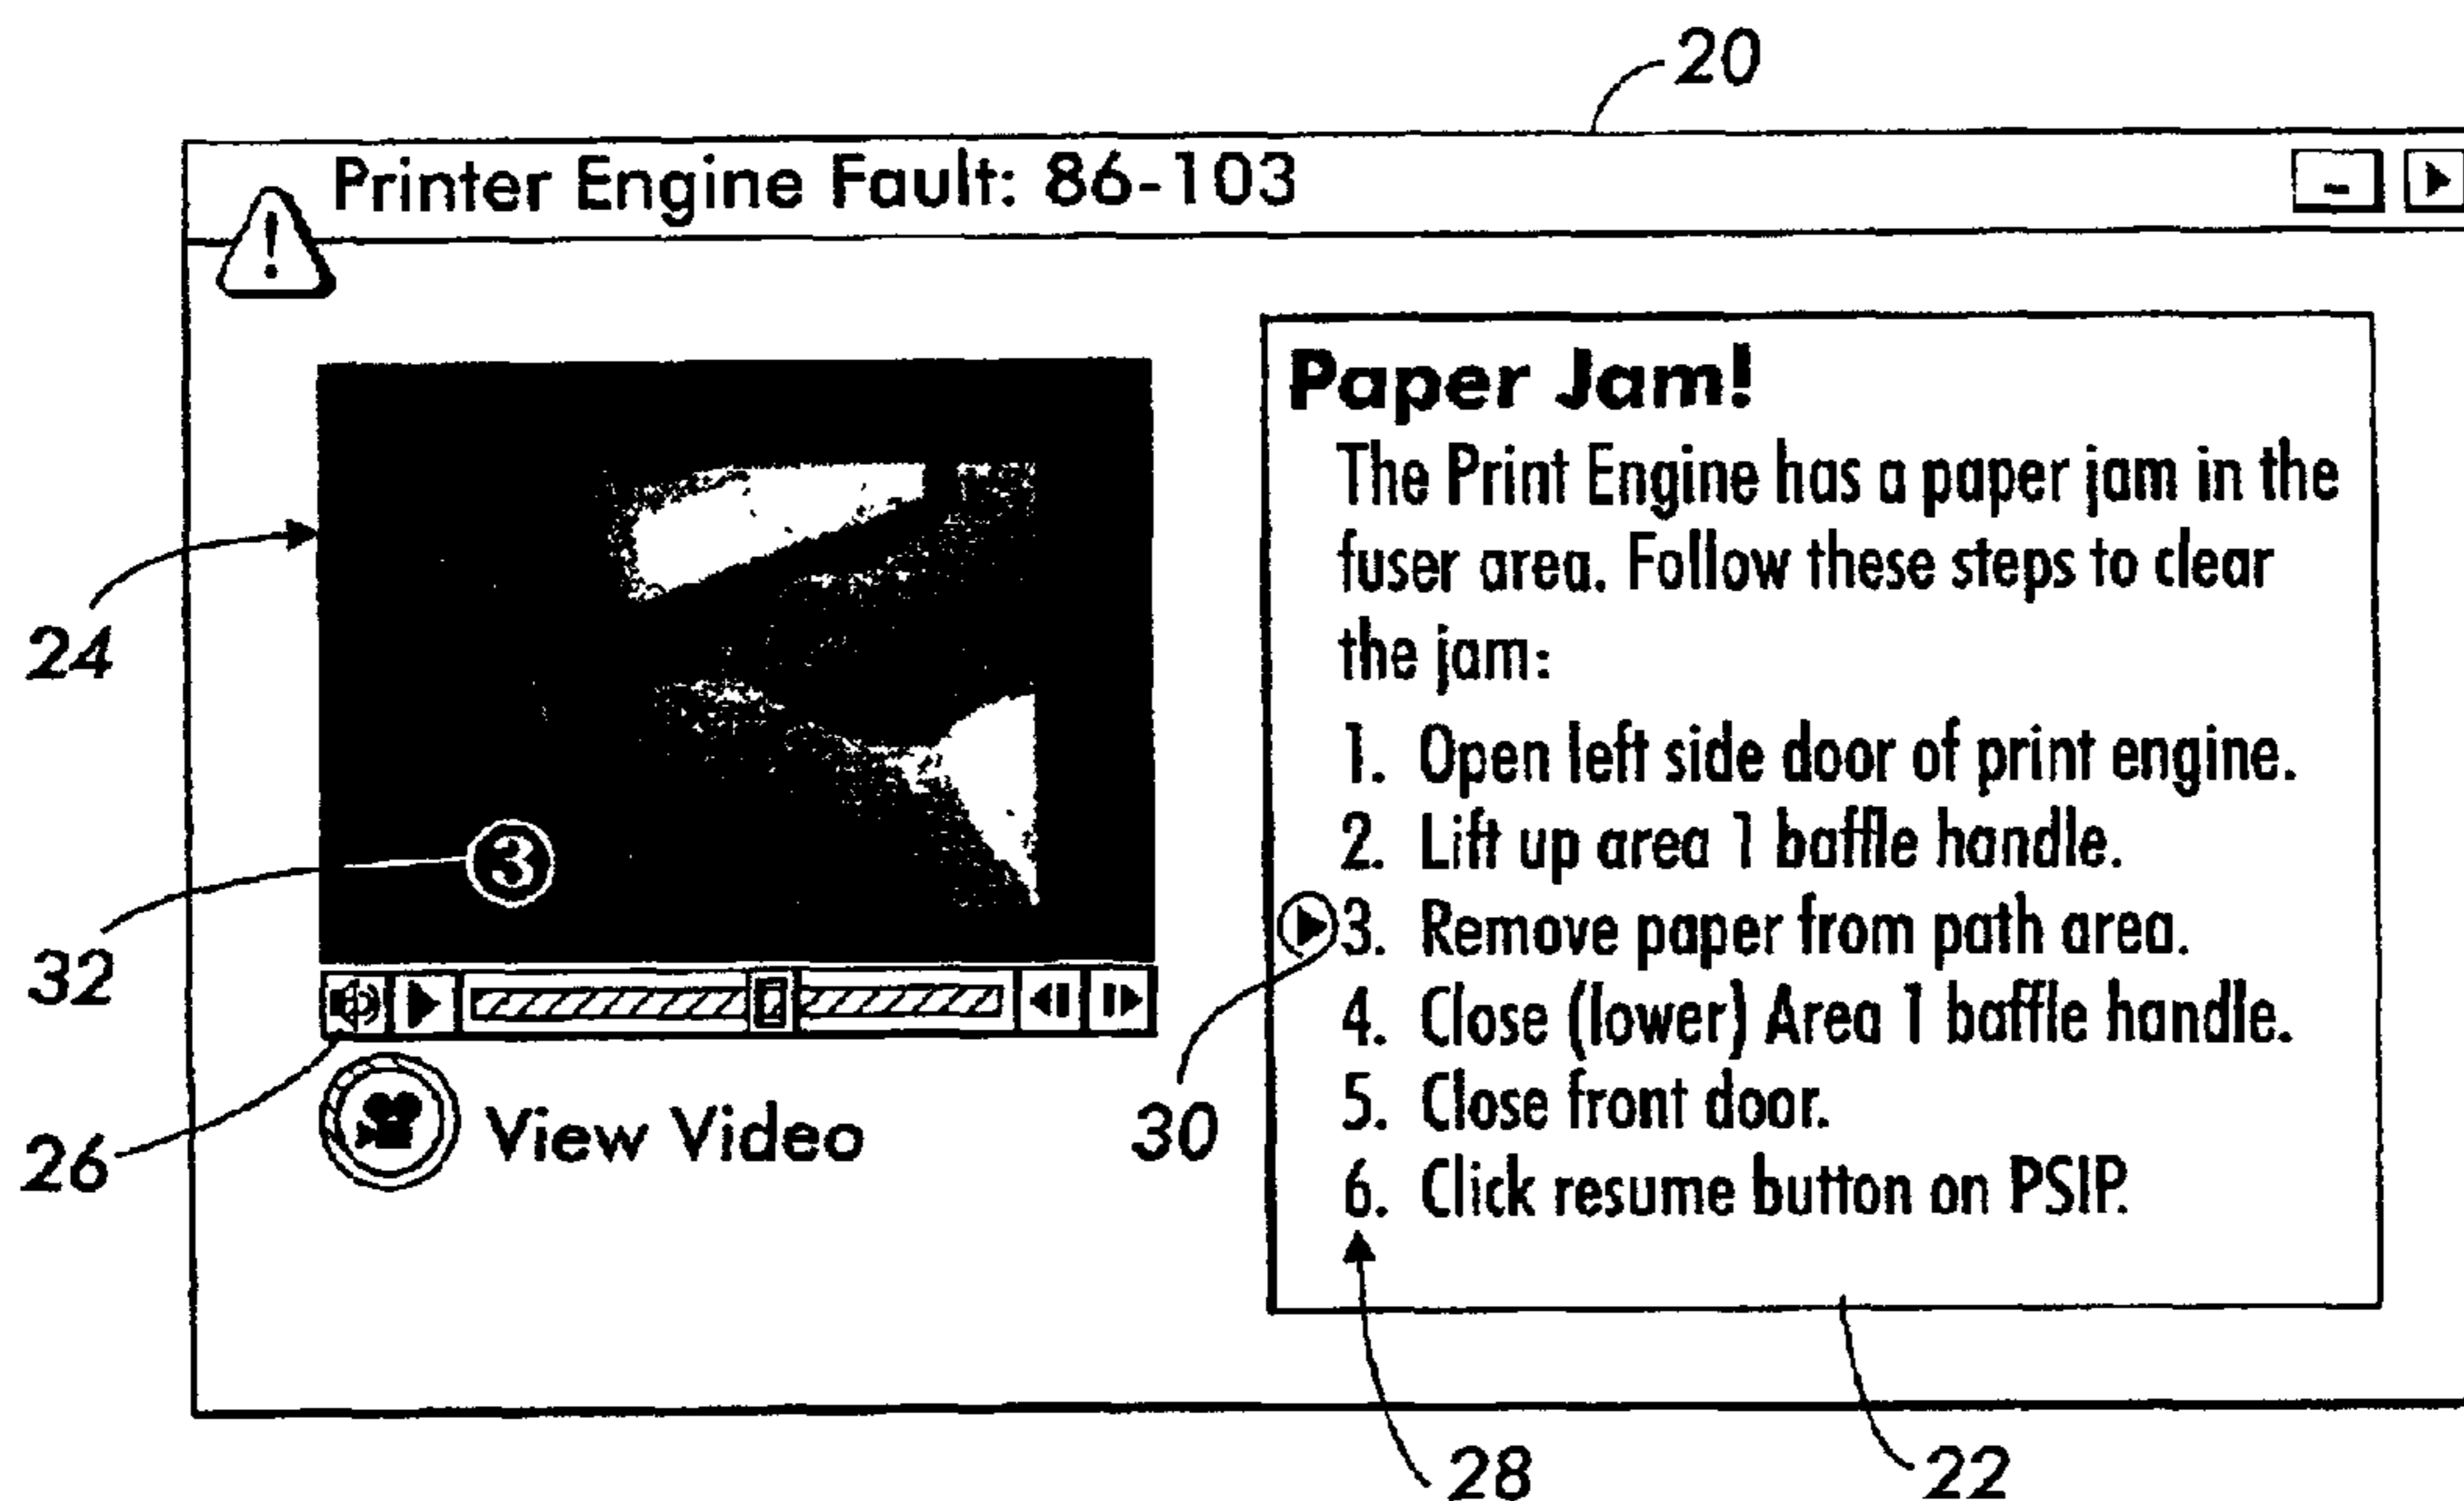 20
Printer Engine Fault: 86-103
Paper Jam!
The Print Engine has a paper jam in the
fuser area. Follow these steps to clear
the jam:
1. Open left side door of print engine.
2. Lift up area 1 baffle handle.
3. Remove paper from path area.
4. Close (lower) Area 1 baffle handle.
5. Close front door.
6. Click resume button on PSIP.
24
3
32
26
View Video
30
28
22